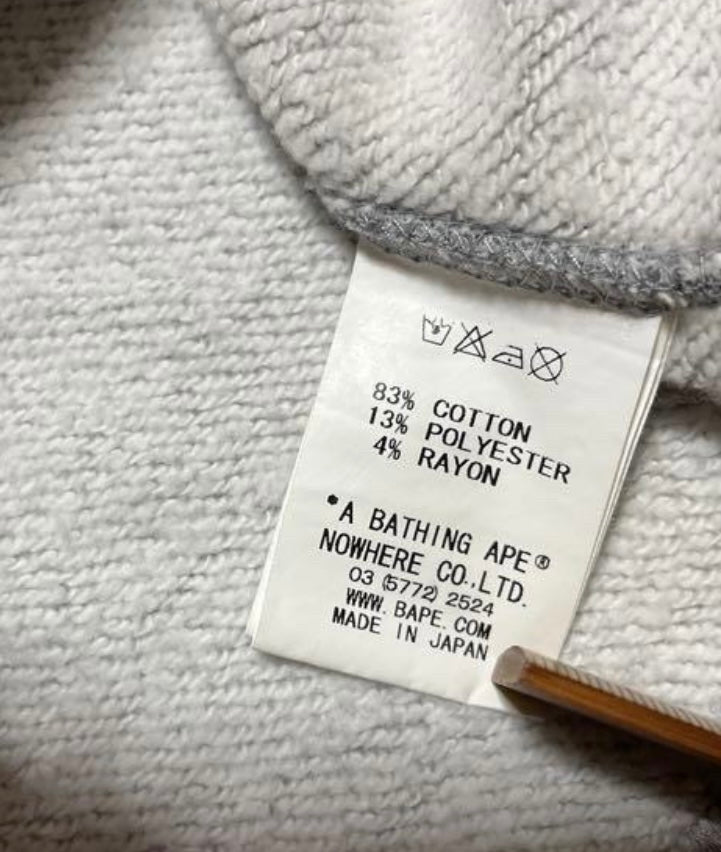 83% COTTON
13% POLYESTER
4% RAYON
*A BATHING APE®
NOWHERE CO.,LTD.
03 (5772) 2524
WWW. BAPE. COM
MADE IN JAPAN